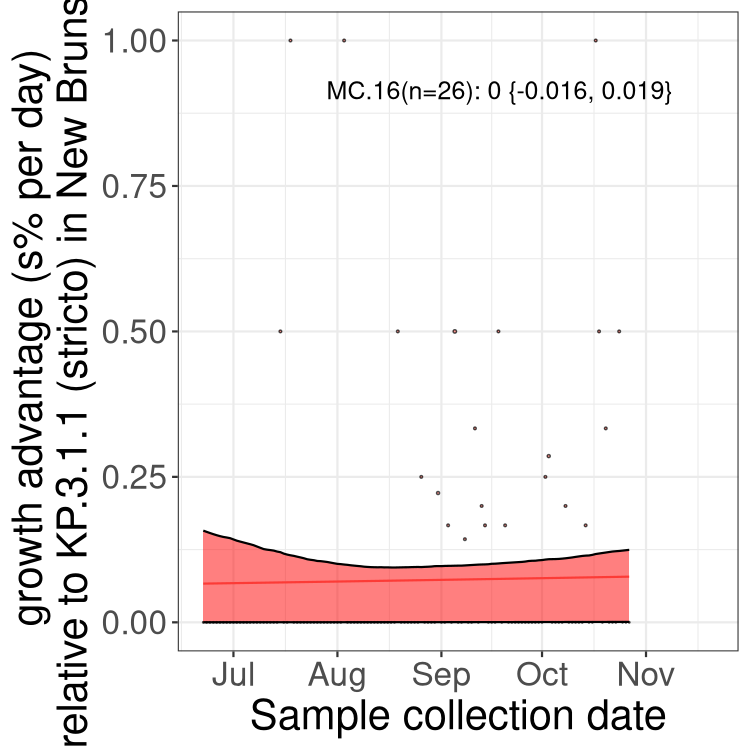 growth advantage (s% per day)
relative to KP.3.1.1 (stricto) in New Bruns
1.00
0.75
0.50
0.25
0.00
MC.16(n=26): 0 {-0.016, 0.019}
Jul Aug Sep Oct Nov
Sample collection date